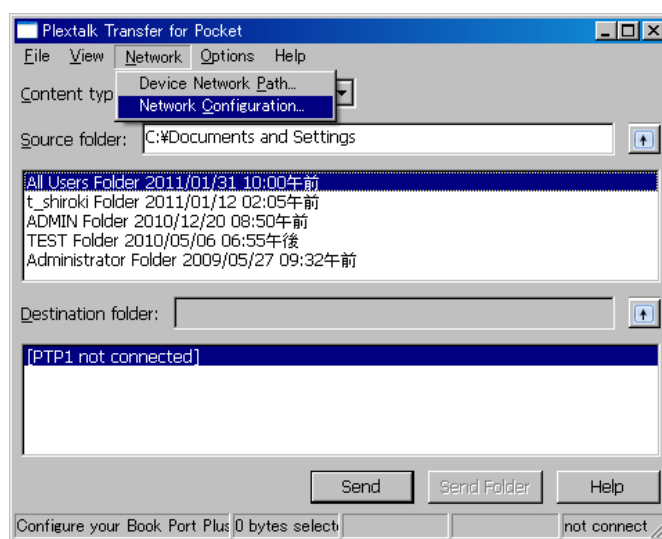 Plextalk Transfer for Pocket
File View Network Options Help
Device Network Path...
Content typ
Network Configuration...
Source folder: C:¥Documents and Settings
All Users Folder 2011/01/31 10:00午前
t_shiroki Folder 2011/01/12 02:05午前
ADMIN Folder 2010/12/20 08:50午前
TEST Folder 2010/05/06 06:55午後
Administrator Folder 2009/05/27 09:32午前
Destination folder:
[PTP1 not connected]
Send Send Folder Help
Configure your Book Port Plus 0 bytes select not connect